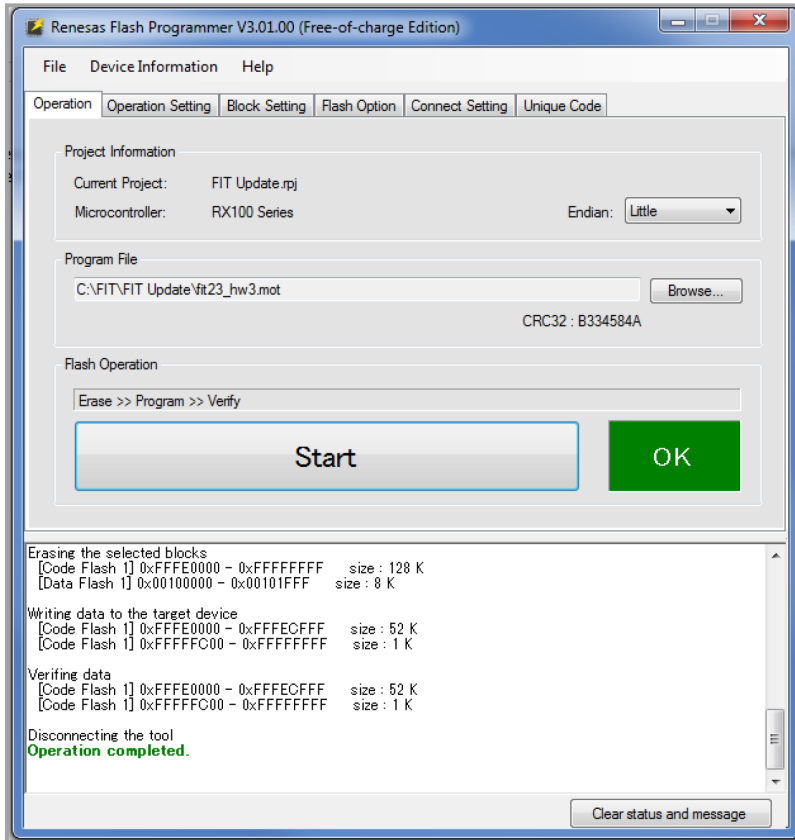 Renesas Flash Programmer V3.01.00 (Free-of-charge Edition)
File Device Information Help
Operation Operation Setting Block Setting Flash Option Connect Setting Unique Code
Project Information
Current Project: FIT Update.rpj
Microcontroller: RX100 Series Endian: Little
Program File
C:\FIT\FIT Update\fit23_hw3.mot Browse...
CRC32 : B334584A
Flash Operation
Erase >> Program >> Verify
Start OK
Erasing the selected blocks
[Code Flash 1] 0xFFFE0000 - 0xFFFFFFFF size : 128 K
[Data Flash 1] 0x00100000 - 0x00101FFF size : 8 K
Writing data to the target device
[Code Flash 1] 0xFFFE0000 - 0xFFFECFFF size : 52 K
[Code Flash 1] 0xFFFFFC00 - 0xFFFFFFFF size : 1 K
Verifing data
[Code Flash 1] 0xFFFE0000 - 0xFFFECFFF size : 52 K
[Code Flash 1] 0xFFFFFC00 - 0xFFFFFFFF size : 1 K
Disconnecting the tool
Operation completed.
Clear status and message